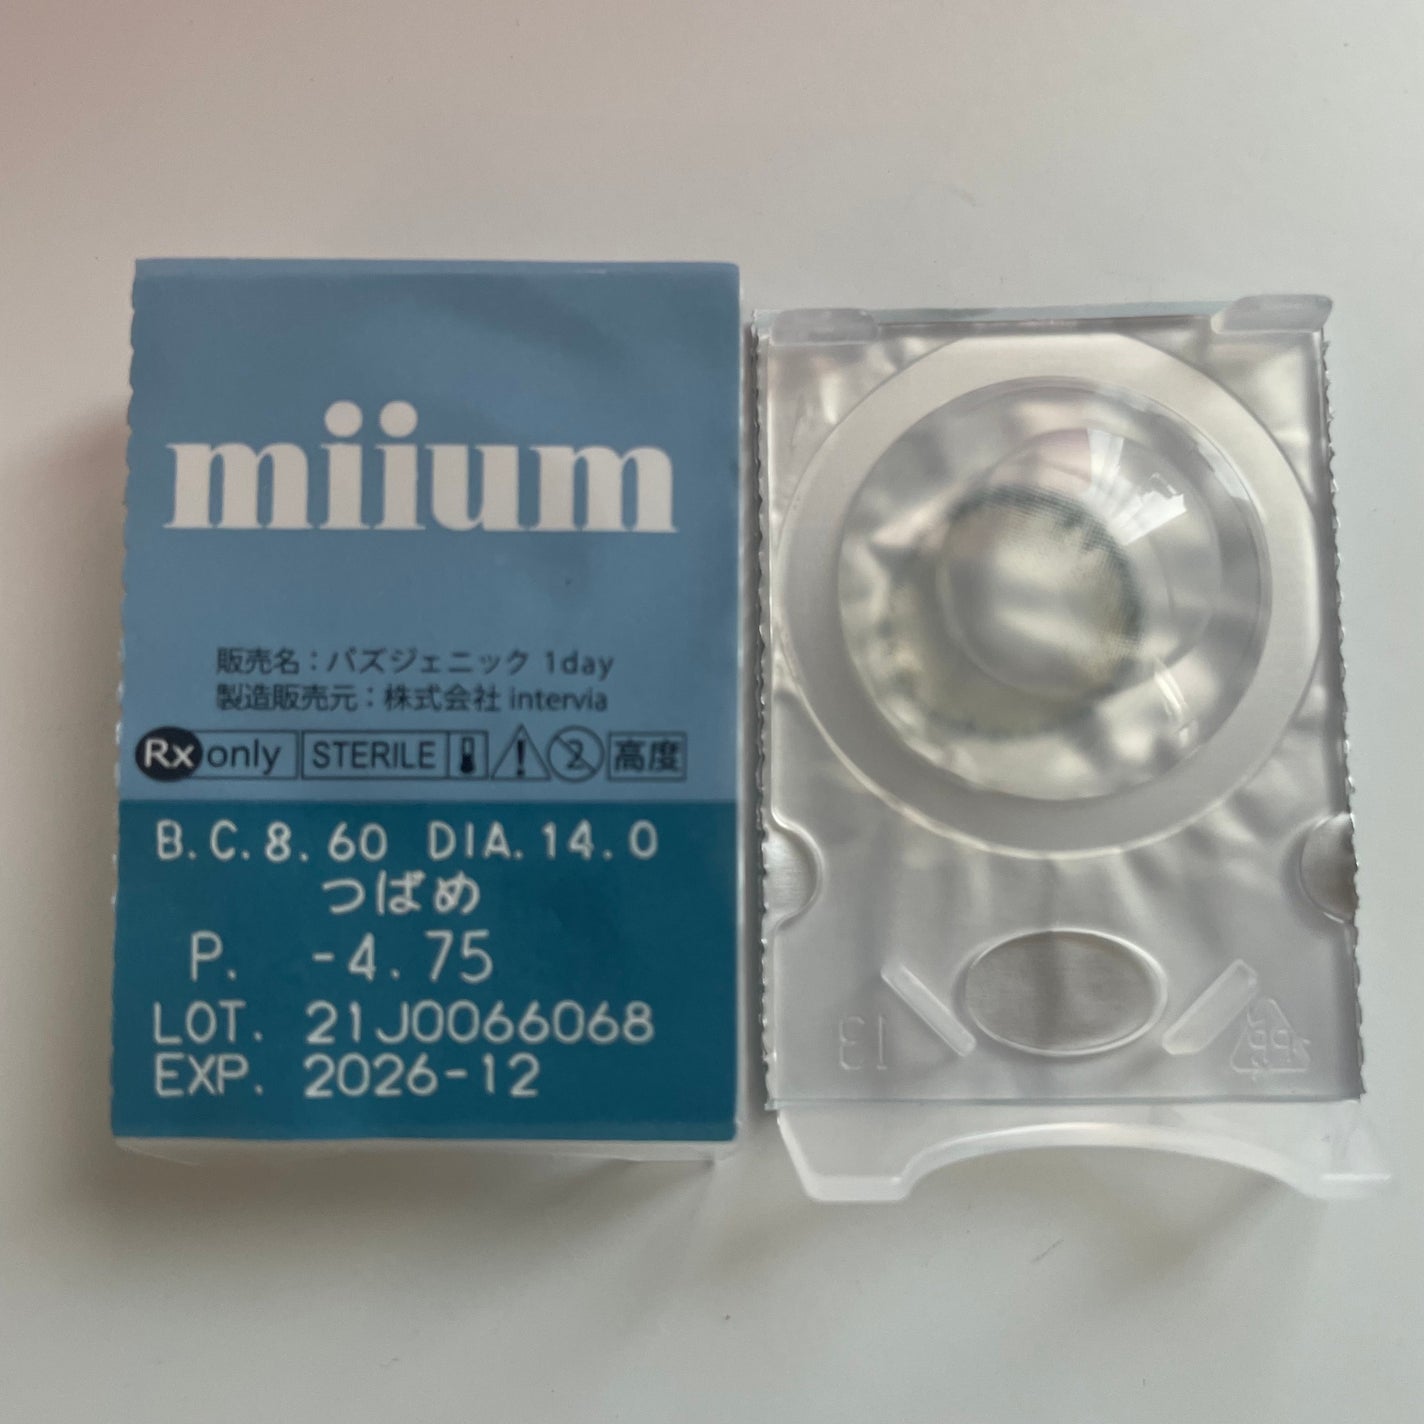 miium
販売名：パズジェニック 1day
製造販売元：株式会社 intervia
Rx only STERILE 2 高度
B.C.8.60 DIA.14.0
つばめ
P. -4.75
LOT. 21J0066068
EXP. 2026-12
13
PP